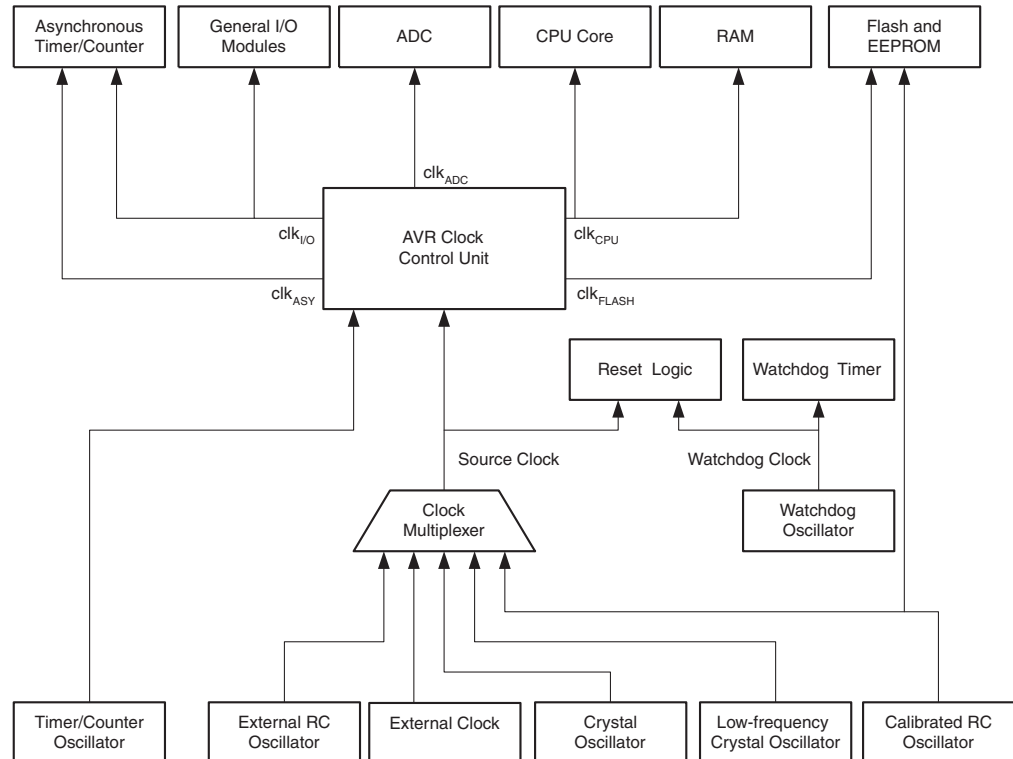 Asynchronous
Timer/Counter
General I/O
Modules
ADC
CPU Core
RAM
Flash and
EEPROM
clkADC
clkI/O
AVR Clock
Control Unit
clkCPU
clkASY
clkFLASH
Reset Logic
Watchdog Timer
Source Clock
Watchdog Clock
Clock
Multiplexer
Watchdog
Oscillator
Timer/Counter
Oscillator
External RC
Oscillator
External Clock
Crystal
Oscillator
Low-frequency
Crystal Oscillator
Calibrated RC
Oscillator